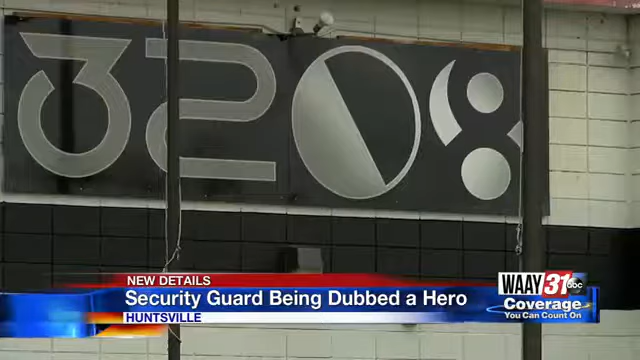 3208
NEW DETAILS
Security Guard Being Dubbed a Hero
HUNTSVILLE
WAAY 31 abc
Coverage
You Can Count On